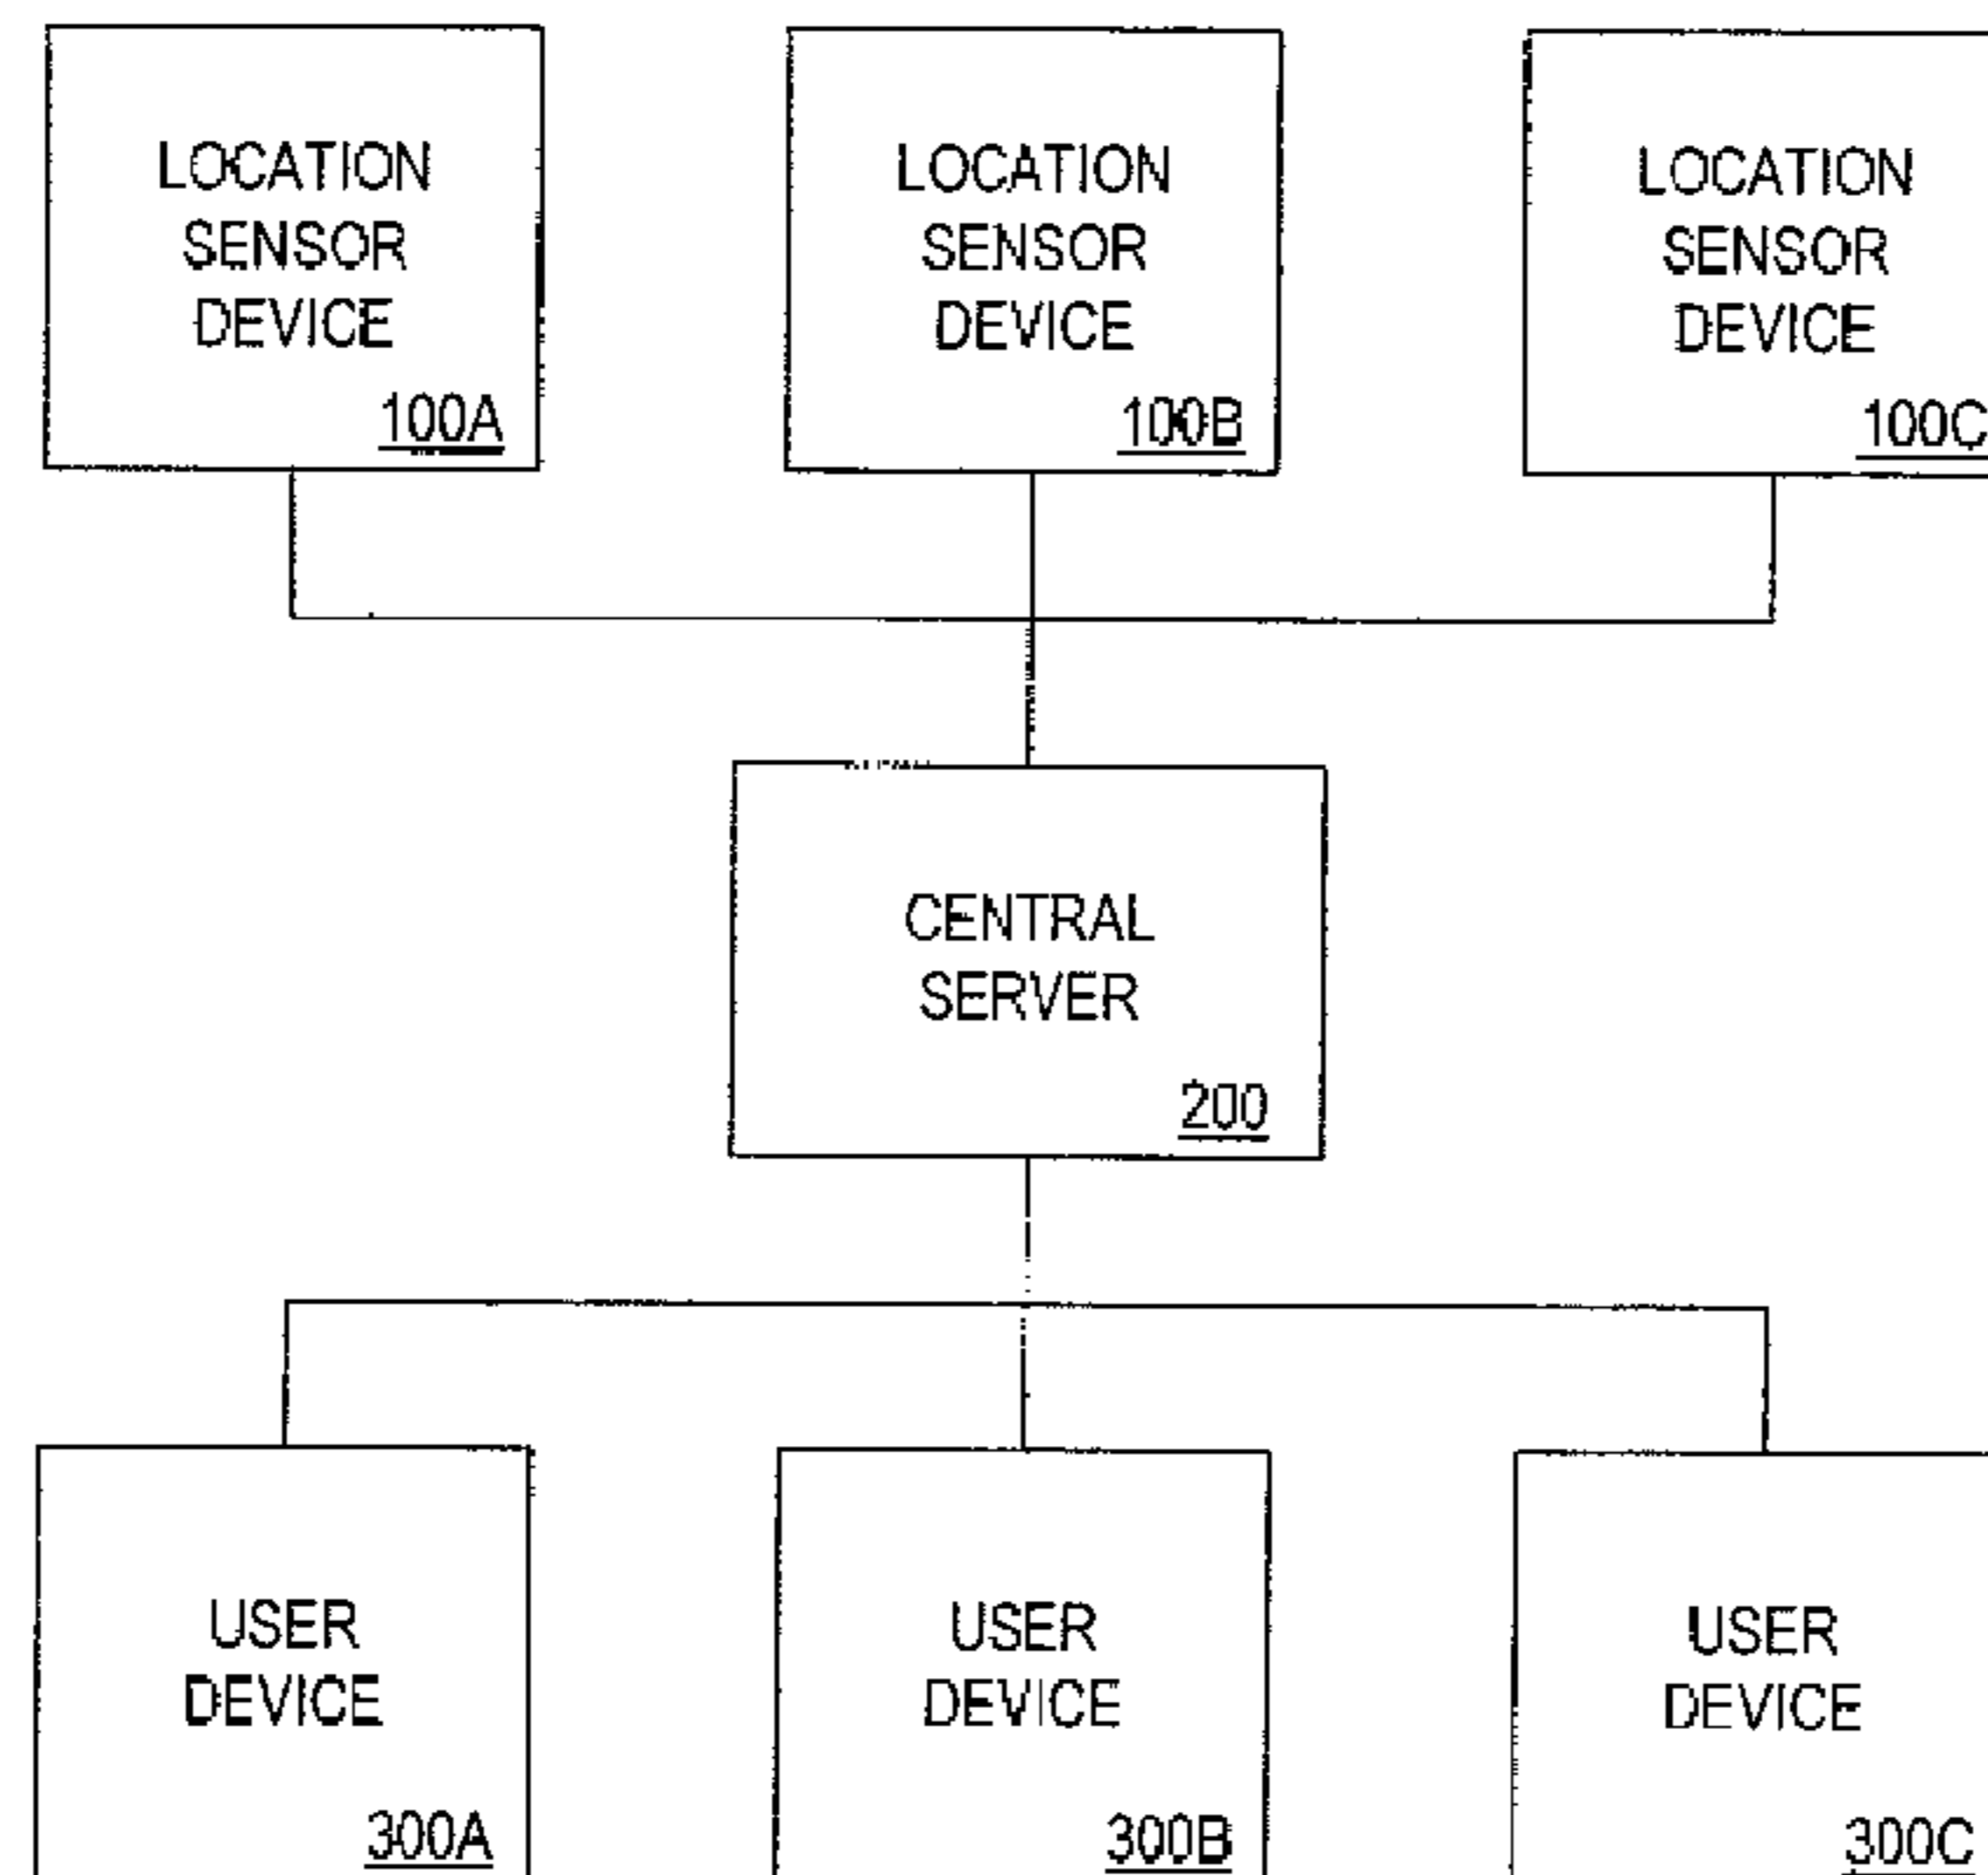 LOCATION
SENSOR
DEVICE
100A
LOCATION
SENSOR
DEVICE
100B
LOCATION
SENSOR
DEVICE
100C
CENTRAL
SERVER
200
USER
DEVICE
300A
USER
DEVICE
300B
USER
DEVICE
300C